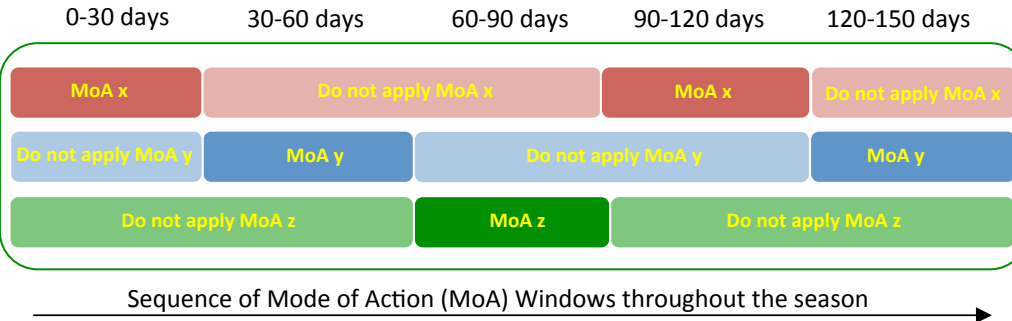 0-30 days 30-60 days 60-90 days 90-120 days 120-150 days
MoA x Do not apply MoA x MoA x Do not apply MoA x
Do not apply MoA y MoA y Do not apply MoA y MoA y
Do not apply MoA z MoA z Do not apply MoA z
Sequence of Mode of Action (MoA) Windows throughout the season